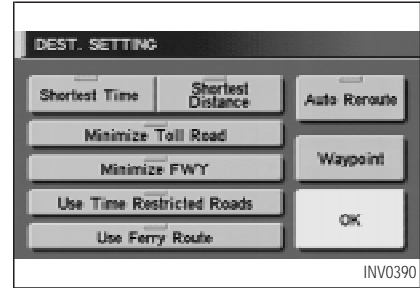 DEST. SETTING
Shortest Time
Shortest
Distance
Auto Reroute
Minimize Toll Road
Minimize FWY
Waypoint
Use Time Restricted Roads
Use Ferry Route
OK
INV0390